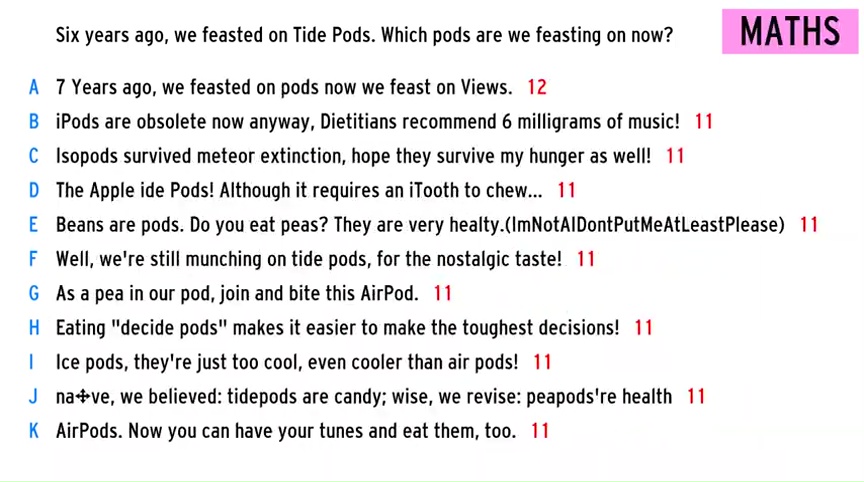 Six years ago, we feasted on Tide Pods. Which pods are we feasting on now?
MATHS
A 7 Years ago, we feasted on pods now we feast on Views. 12
B iPods are obsolete now anyway, Dietitians recommend 6 milligrams of music! 11
C Isopods survived meteor extinction, hope they survive my hunger as well! 11
D The Apple ide Pods! Although it requires an iTooth to chew... 11
E Beans are pods. Do you eat peas? They are very healty.(ImNotAIDontPutMeAtLeastPlease) 11
F Well, we're still munching on tide pods, for the nostalgic taste! 11
G As a pea in our pod, join and bite this AirPod. 11
H Eating "decide pods" makes it easier to make the toughest decisions! 11
I Ice pods, they're just too cool, even cooler than air pods! 11
J na✣ve, we believed: tidepods are candy; wise, we revise: peapods're health 11
K AirPods. Now you can have your tunes and eat them, too. 11